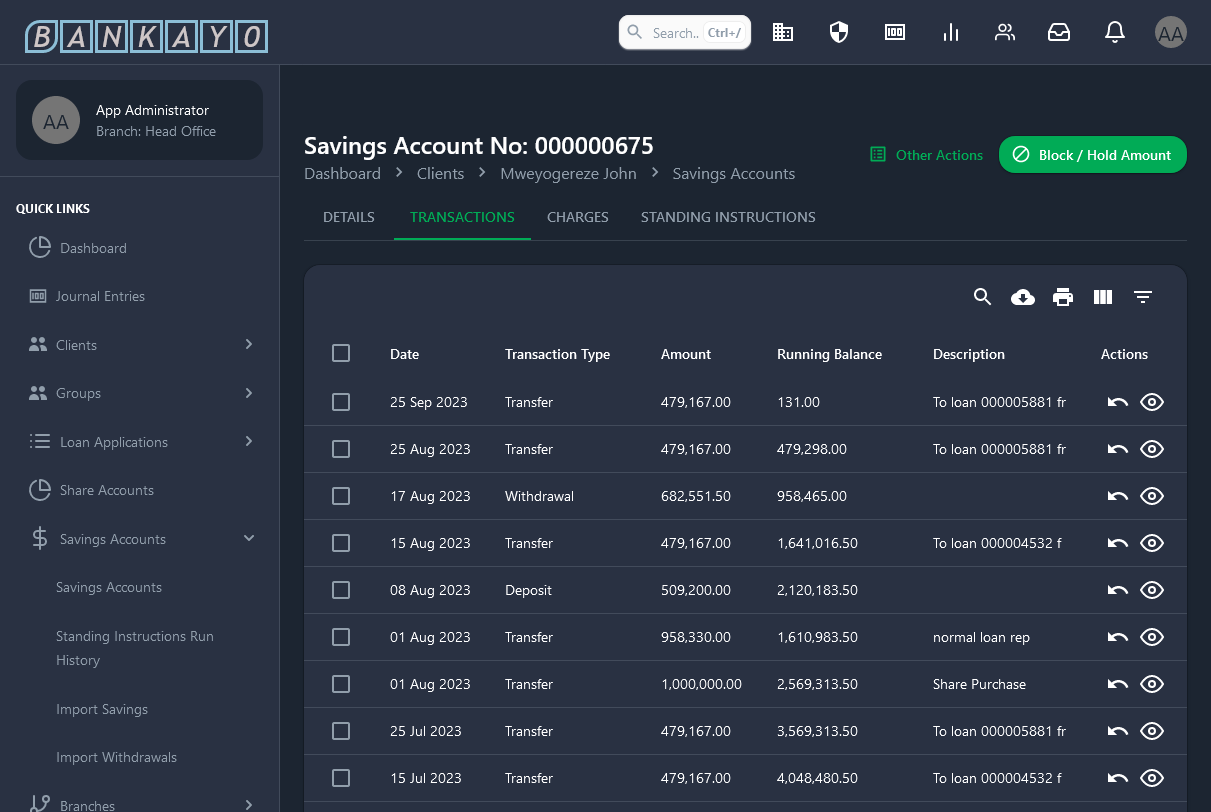 BANKAYO
Search.. Ctrl+/
AA
AA
App Administrator
Branch: Head Office
QUICK LINKS
Dashboard
Journal Entries
Clients
Groups
Loan Applications
Share Accounts
Savings Accounts
Savings Accounts
Standing Instructions Run
History
Import Savings
Import Withdrawals
Branches
Savings Account No: 000000675
Dashboard > Clients > Mweyogereze John > Savings Accounts
Other Actions
Block / Hold Amount
DETAILS TRANSACTIONS CHARGES STANDING INSTRUCTIONS
Date Transaction Type Amount Running Balance Description Actions
25 Sep 2023 Transfer 479,167.00 131.00 To loan 000005881 fr
25 Aug 2023 Transfer 479,167.00 479,298.00 To loan 000005881 fr
17 Aug 2023 Withdrawal 682,551.50 958,465.00
15 Aug 2023 Transfer 479,167.00 1,641,016.50 To loan 000004532 f
08 Aug 2023 Deposit 509,200.00 2,120,183.50
01 Aug 2023 Transfer 958,330.00 1,610,983.50 normal loan rep
01 Aug 2023 Transfer 1,000,000.00 2,569,313.50 Share Purchase
25 Jul 2023 Transfer 479,167.00 3,569,313.50 To loan 000005881 fr
15 Jul 2023 Transfer 479,167.00 4,048,480.50 To loan 000004532 f